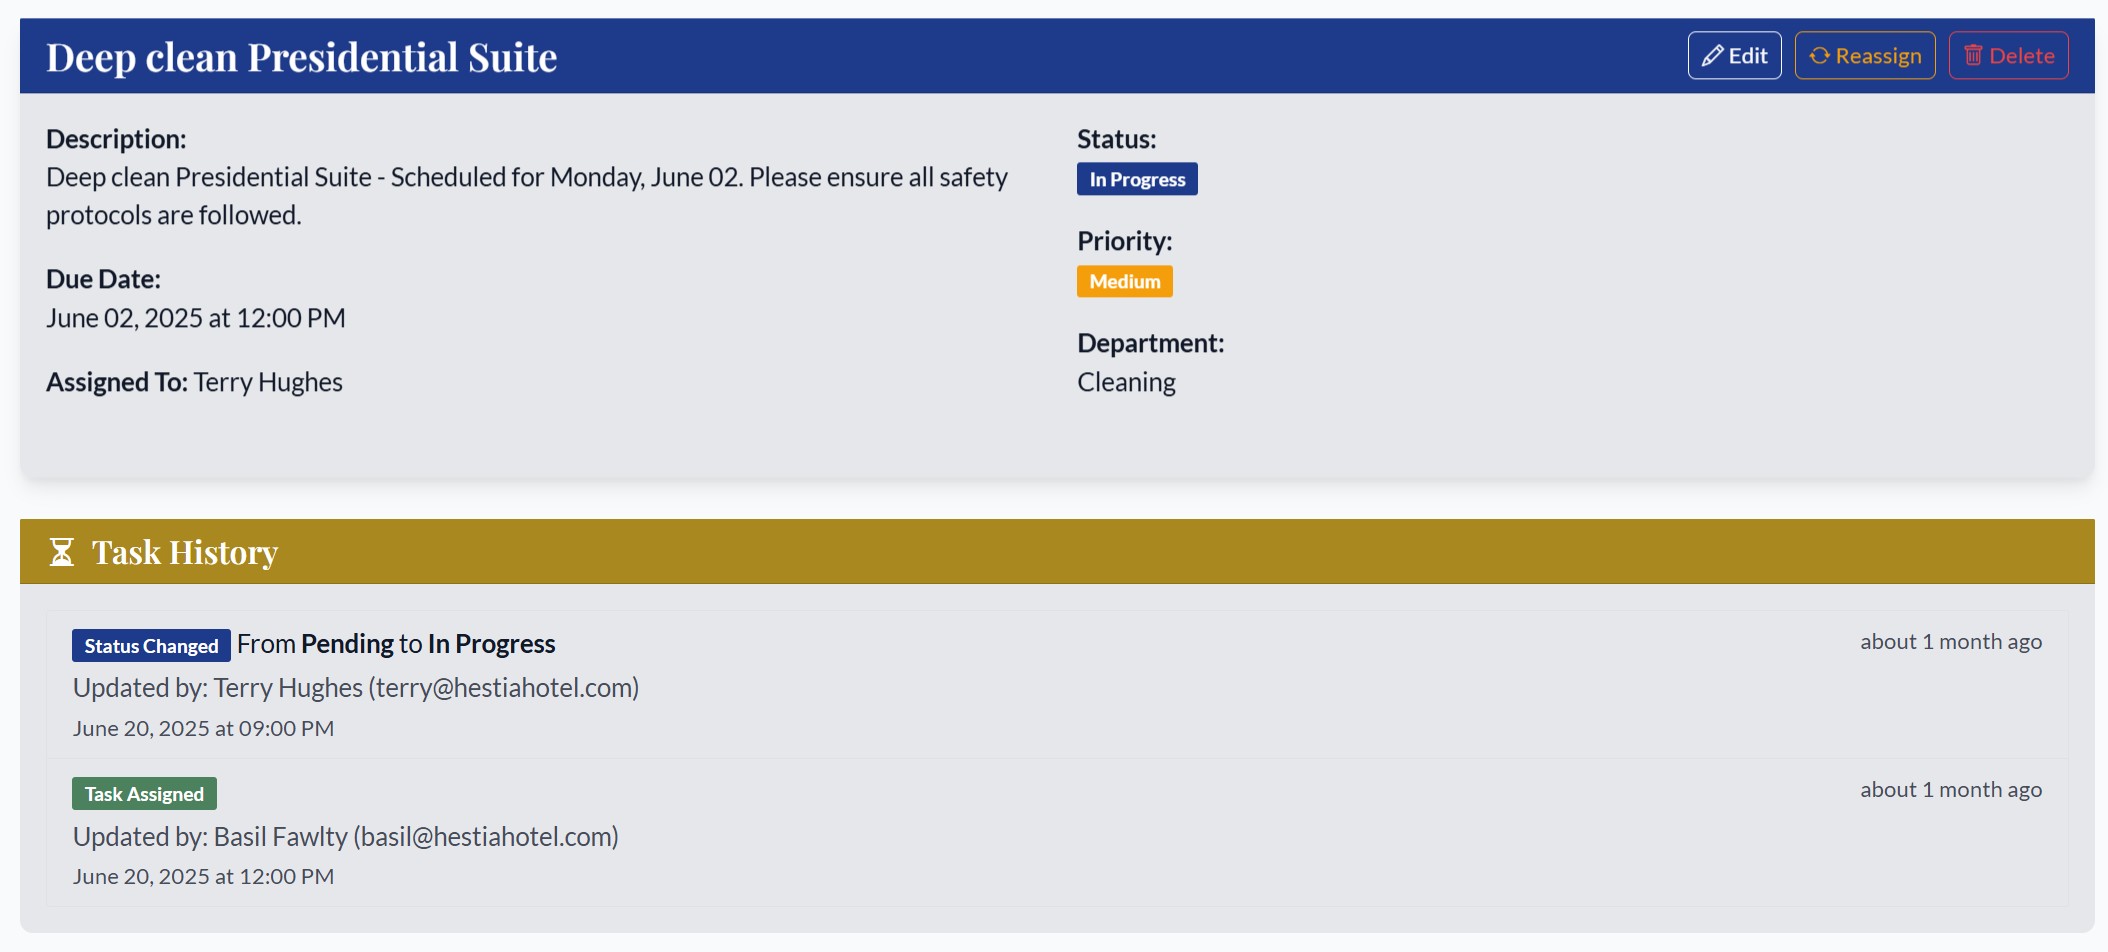 Deep clean Presidential Suite
Edit
Reassign
Delete
Description:
Deep clean Presidential Suite - Scheduled for Monday, June 02. Please ensure all safety
protocols are followed.
Due Date:
June 02, 2025 at 12:00 PM
Assigned To: Terry Hughes
Status:
In Progress
Priority:
Medium
Department:
Cleaning
Task History
Status Changed From Pending to In Progress
about 1 month ago
Updated by: Terry Hughes (terry@hestiahotel.com)
June 20, 2025 at 09:00 PM
Task Assigned
about 1 month ago
Updated by: Basil Fawlty (basil@hestiahotel.com)
June 20, 2025 at 12:00 PM